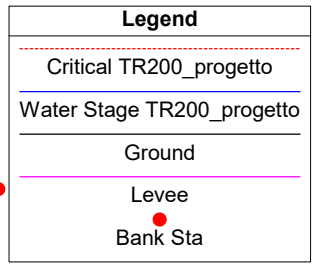 Legend
Critical TR200_progetto
Water Stage TR200_progetto
Ground
Levee
Bank Sta